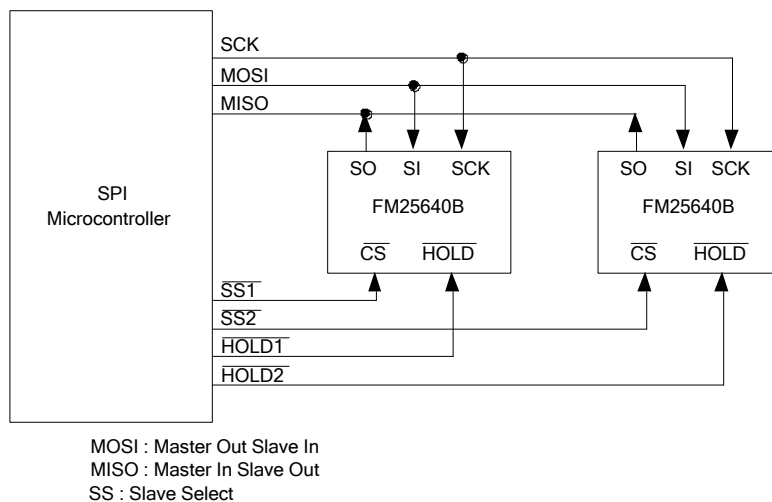 SCK
MOSI
MISO
SO SI SCK
SO SI SCK
SPI
Microcontroller
FM25640B
FM25640B
CS HOLD
CS HOLD
SS1
SS2
HOLD1
HOLD2
MOSI : Master Out Slave In
MISO : Master In Slave Out
SS : Slave Select